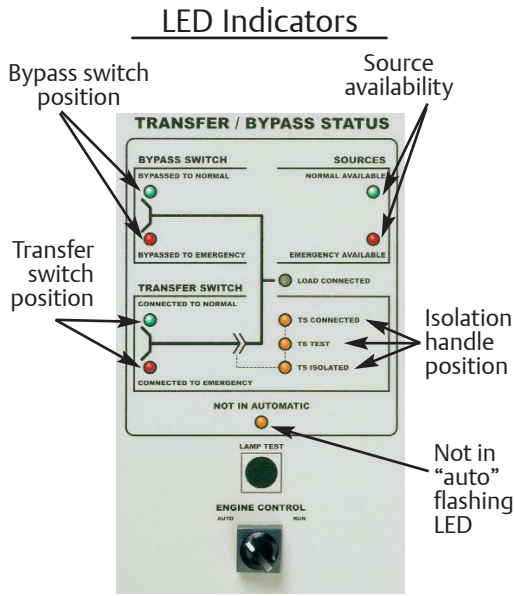 LED Indicators
Bypass switch
position
Source
availability
TRANSFER / BYPASS STATUS
BYPASS SWITCH
SOURCES
BYPASSED TO NORMAL
NORMAL AVAILABLE
BYPASSED TO EMERGENCY
EMERGENCY AVAILABLE
Transfer
switch
position
LOAD CONNECTED
TRANSFER SWITCH
CONNECTED TO NORMAL
TS CONNECTED
TS TEST
TS ISOLATED
CONNECTED TO EMERGENCY
Isolation
handle
position
NOT IN AUTOMATIC
LAMP TEST
Not in
“auto”
flashing
LED
ENGINE CONTROL
AUTO
RUN